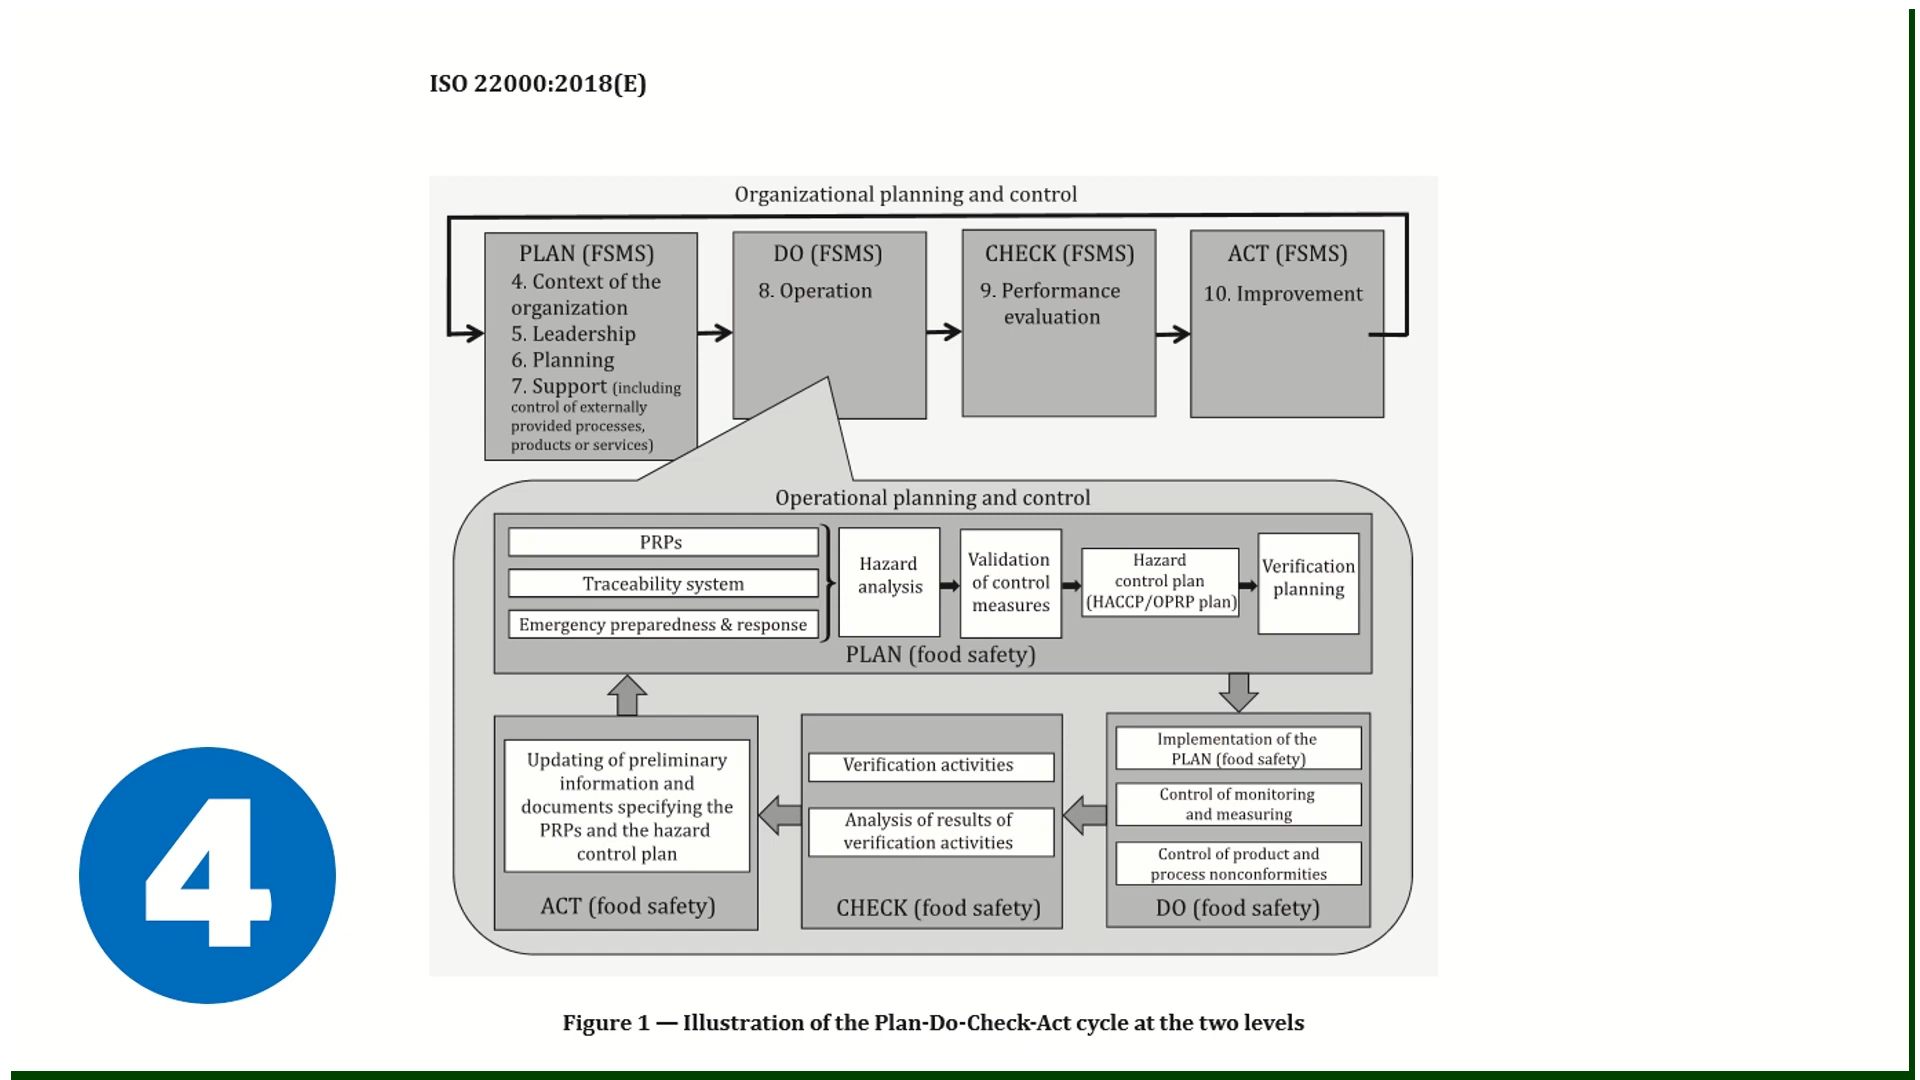 ISO 22000:2018(E)
Organizational planning and control
PLAN (FSMS)
4. Context of the
organization
5. Leadership
6. Planning
7. Support (including
control of externally
provided processes,
products or services)
DO (FSMS)
8. Operation
CHECK (FSMS)
9. Performance
evaluation
ACT (FSMS)
10. Improvement
Operational planning and control
PRPs
Traceability system
Emergency preparedness & response
Hazard
analysis
Validation
of control
measures
Hazard
control plan
(HACCP/OPRP plan)
Verification
planning
PLAN (food safety)
Updating of preliminary
information and
documents specifying the
PRPs and the hazard
control plan
ACT (food safety)
Verification activities
Analysis of results of
verification activities
CHECK (food safety)
Implementation of the
PLAN (food safety)
Control of monitoring
and measuring
Control of product and
process nonconformities
DO (food safety)
4
Figure 1 — Illustration of the Plan-Do-Check-Act cycle at the two levels